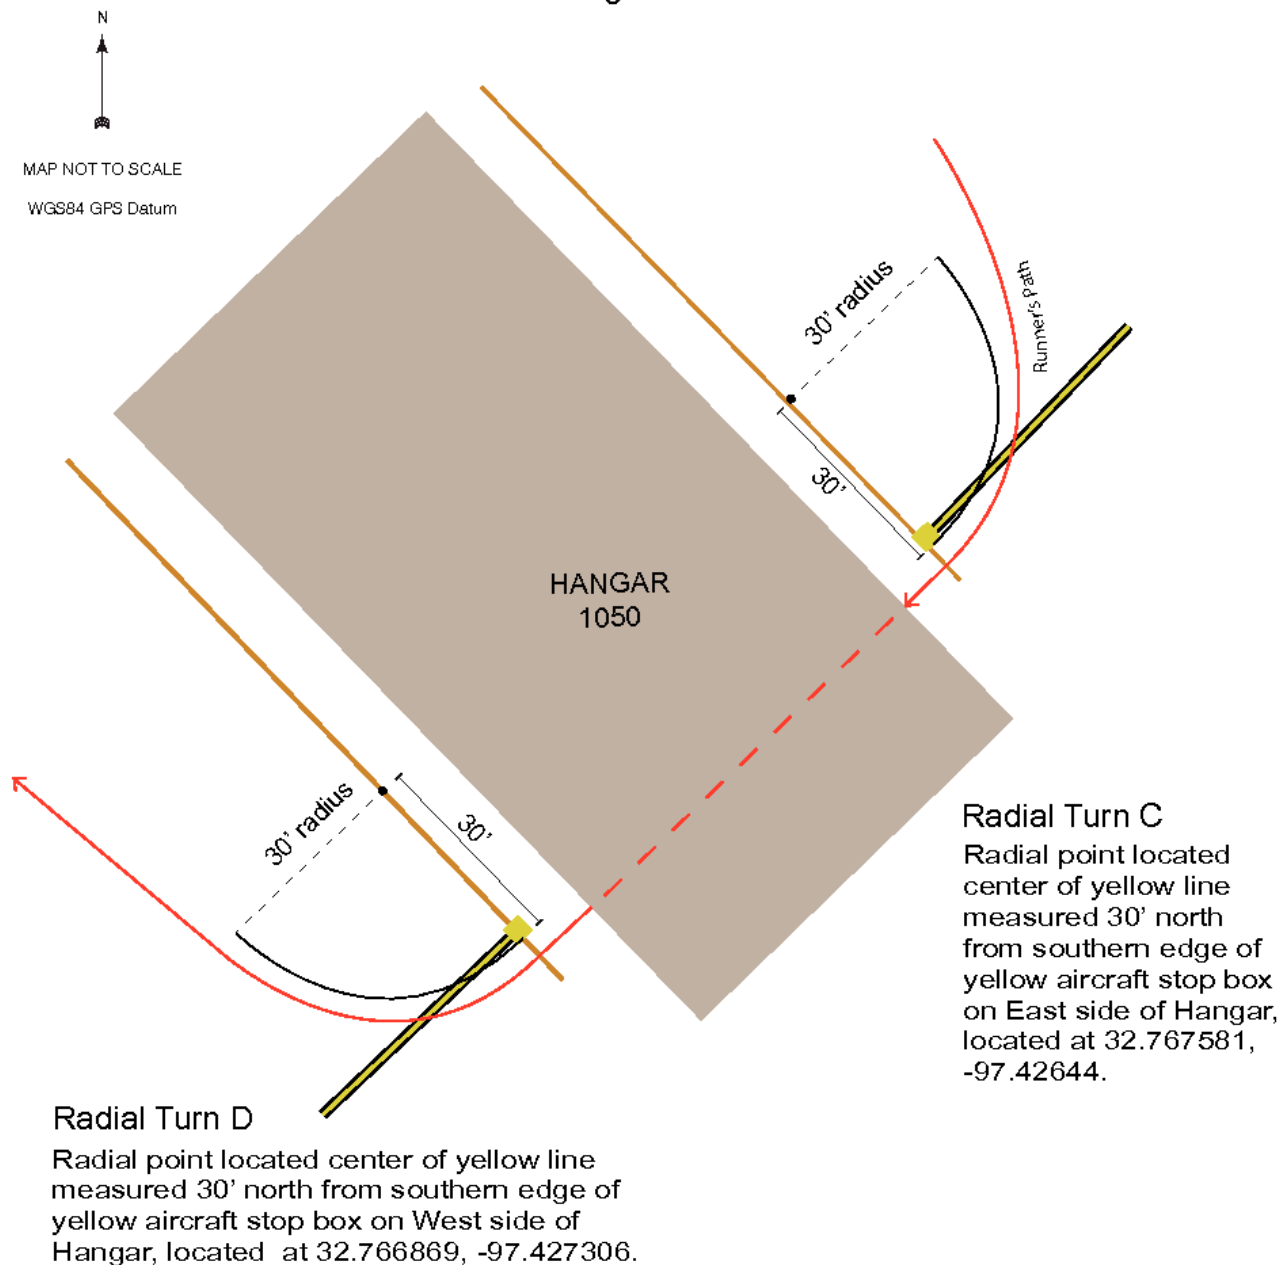 N
MAP NOT TO SCALE
WGS84 GPS Datum
30' radius
Runner's Path
30'
HANGAR
1050
30' radius
30'
Radial Turn C
Radial point located
center of yellow line
measured 30' north
from southern edge of
yellow aircraft stop box
on East side of Hangar,
located at 32.767581,
-97.42644.
Radial Turn D
Radial point located center of yellow line
measured 30' north from southern edge of
yellow aircraft stop box on West side of
Hangar, located at 32.766869, -97.427306.